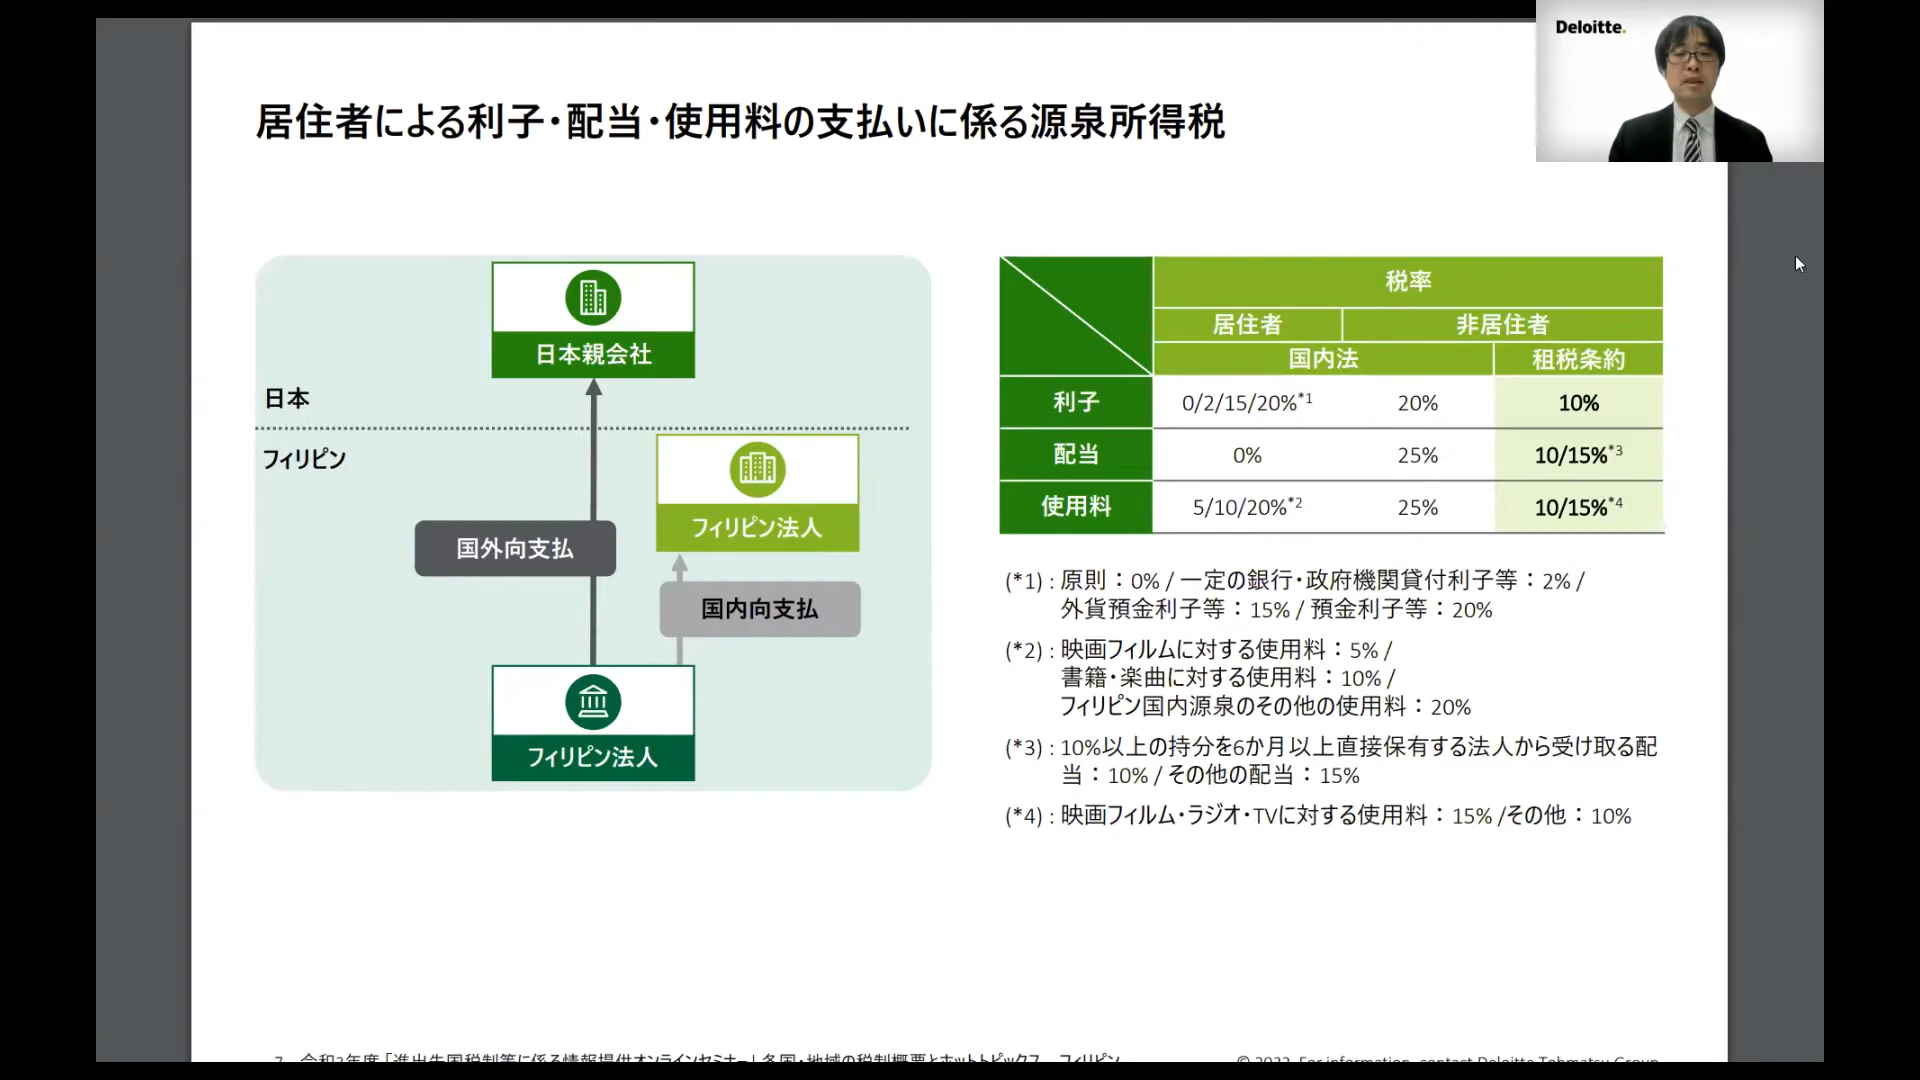 Deloitte.
居住者による利子・配当・使用料の支払いに係る源泉所得税
日本親会社
日本
フィリピン
フィリピン法人
国外向支払
国内向支払
フィリピン法人
税率
居住者 非居住者
国内法 租税条約
利子 0/2/15/20%*1 20% 10%
配当 0% 25% 10/15%*3
使用料 5/10/20%*2 25% 10/15%*4
(*1) : 原則：0% / 一定の銀行・政府機関貸付利子等：2% /
外貨預金利子等：15% / 預金利子等：20%
(*2) : 映画フィルムに対する使用料：5% /
書籍・楽曲に対する使用料：10% /
フィリピン国内源泉のその他の使用料：20%
(*3) : 10%以上の持分を6か月以上直接保有する法人から受け取る配
当：10% / その他の配当：15%
(*4) : 映画フィルム・ラジオ・TVに対する使用料：15% /その他：10%
7 令和3年度「進出先国税制等に係る情報提供オンラインセミナー」各国・地域の税制概要とホットトピックス フィリピン
© 2022. For information, contact Deloitte Tohmatsu Group.